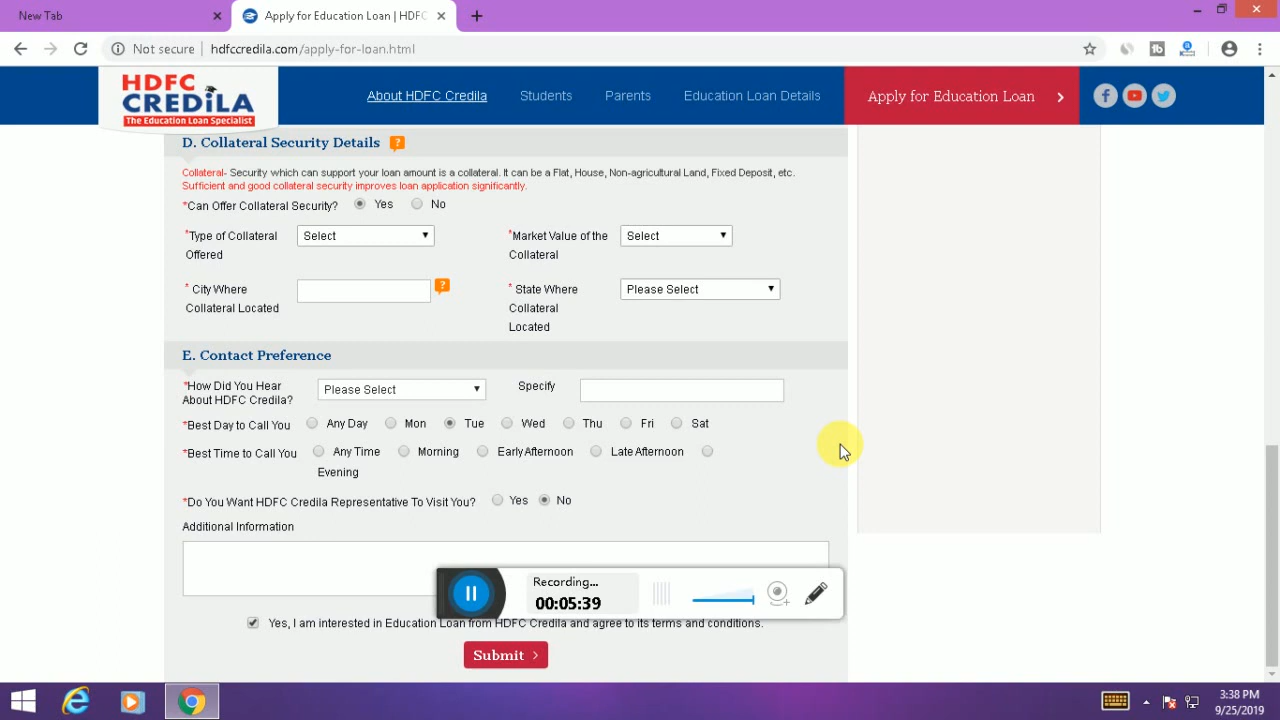 New Tab
Apply for Education Loan | HDFC
Not secure | hdfccredila.com/apply-for-loan.html
HDFC
CREDILA
The Education Loan Specialist
About HDFC Credila
Students
Parents
Education Loan Details
Apply for Education Loan
D. Collateral Security Details ?
Collateral- Security which can support your loan amount is a collateral. It can be a Flat, House, Non-agricultural Land, Fixed Deposit, etc.
Sufficient and good collateral security improves loan application significantly.
*Can Offer Collateral Security? Yes No
*Type of Collateral Offered Select
*Market Value of the Collateral Select
* City Where Collateral Located ?
* State Where Collateral Located Please Select
E. Contact Preference
*How Did You Hear About HDFC Credila? Please Select Specify
*Best Day to Call You Any Day Mon Tue Wed Thu Fri Sat
*Best Time to Call You Any Time Morning Early Afternoon Late Afternoon
Evening
*Do You Want HDFC Credila Representative To Visit You? Yes No
Additional Information
Recording...
00:05:39
Yes, I am interested in Education Loan from HDFC Credila and agree to its terms and conditions.
Submit
3:38 PM
9/25/2019